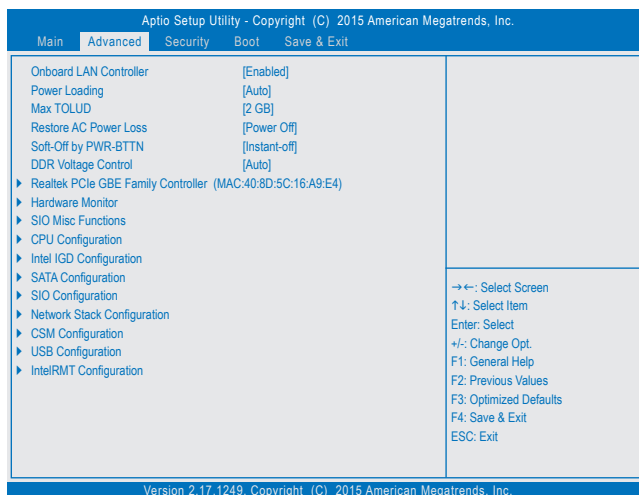 Aptio Setup Utility - Copyright (C) 2015 American Megatrends, Inc.
Main Advanced Security Boot Save & Exit
Onboard LAN Controller [Enabled]
Power Loading [Auto]
Max TOLUD [2 GB]
Restore AC Power Loss [Power Off]
Soft-Off by PWR-BTTN [Instant-off]
DDR Voltage Control [Auto]
Realtek PCIe GBE Family Controller (MAC:40:8D:5C:16:A9:E4)
Hardware Monitor
SIO Misc Functions
CPU Configuration
Intel IGD Configuration
SATA Configuration
SIO Configuration
Network Stack Configuration
CSM Configuration
USB Configuration
IntelRMT Configuration
→←: Select Screen
↑↓: Select Item
Enter: Select
+/-: Change Opt.
F1: General Help
F2: Previous Values
F3: Optimized Defaults
F4: Save & Exit
ESC: Exit
Version 2.17.1249. Copyright (C) 2015 American Megatrends, Inc.